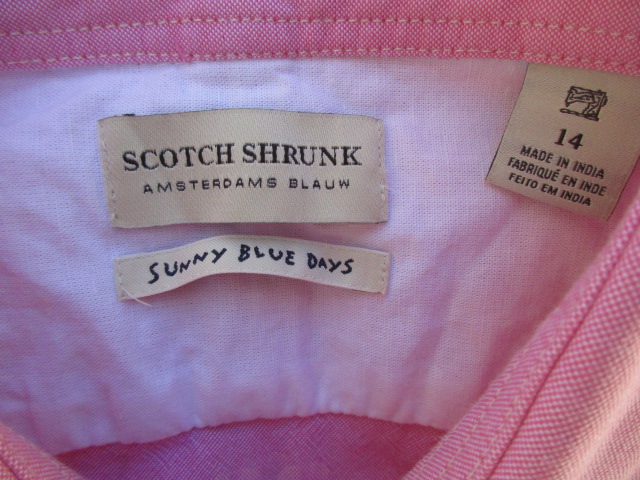 SCOTCH SHRUNK
AMSTERDAMS BLAUW
SUNNY BLUE DAYS
14
MADE IN INDIA
FABRIQUÉ EN INDE
FEITO EM INDIA